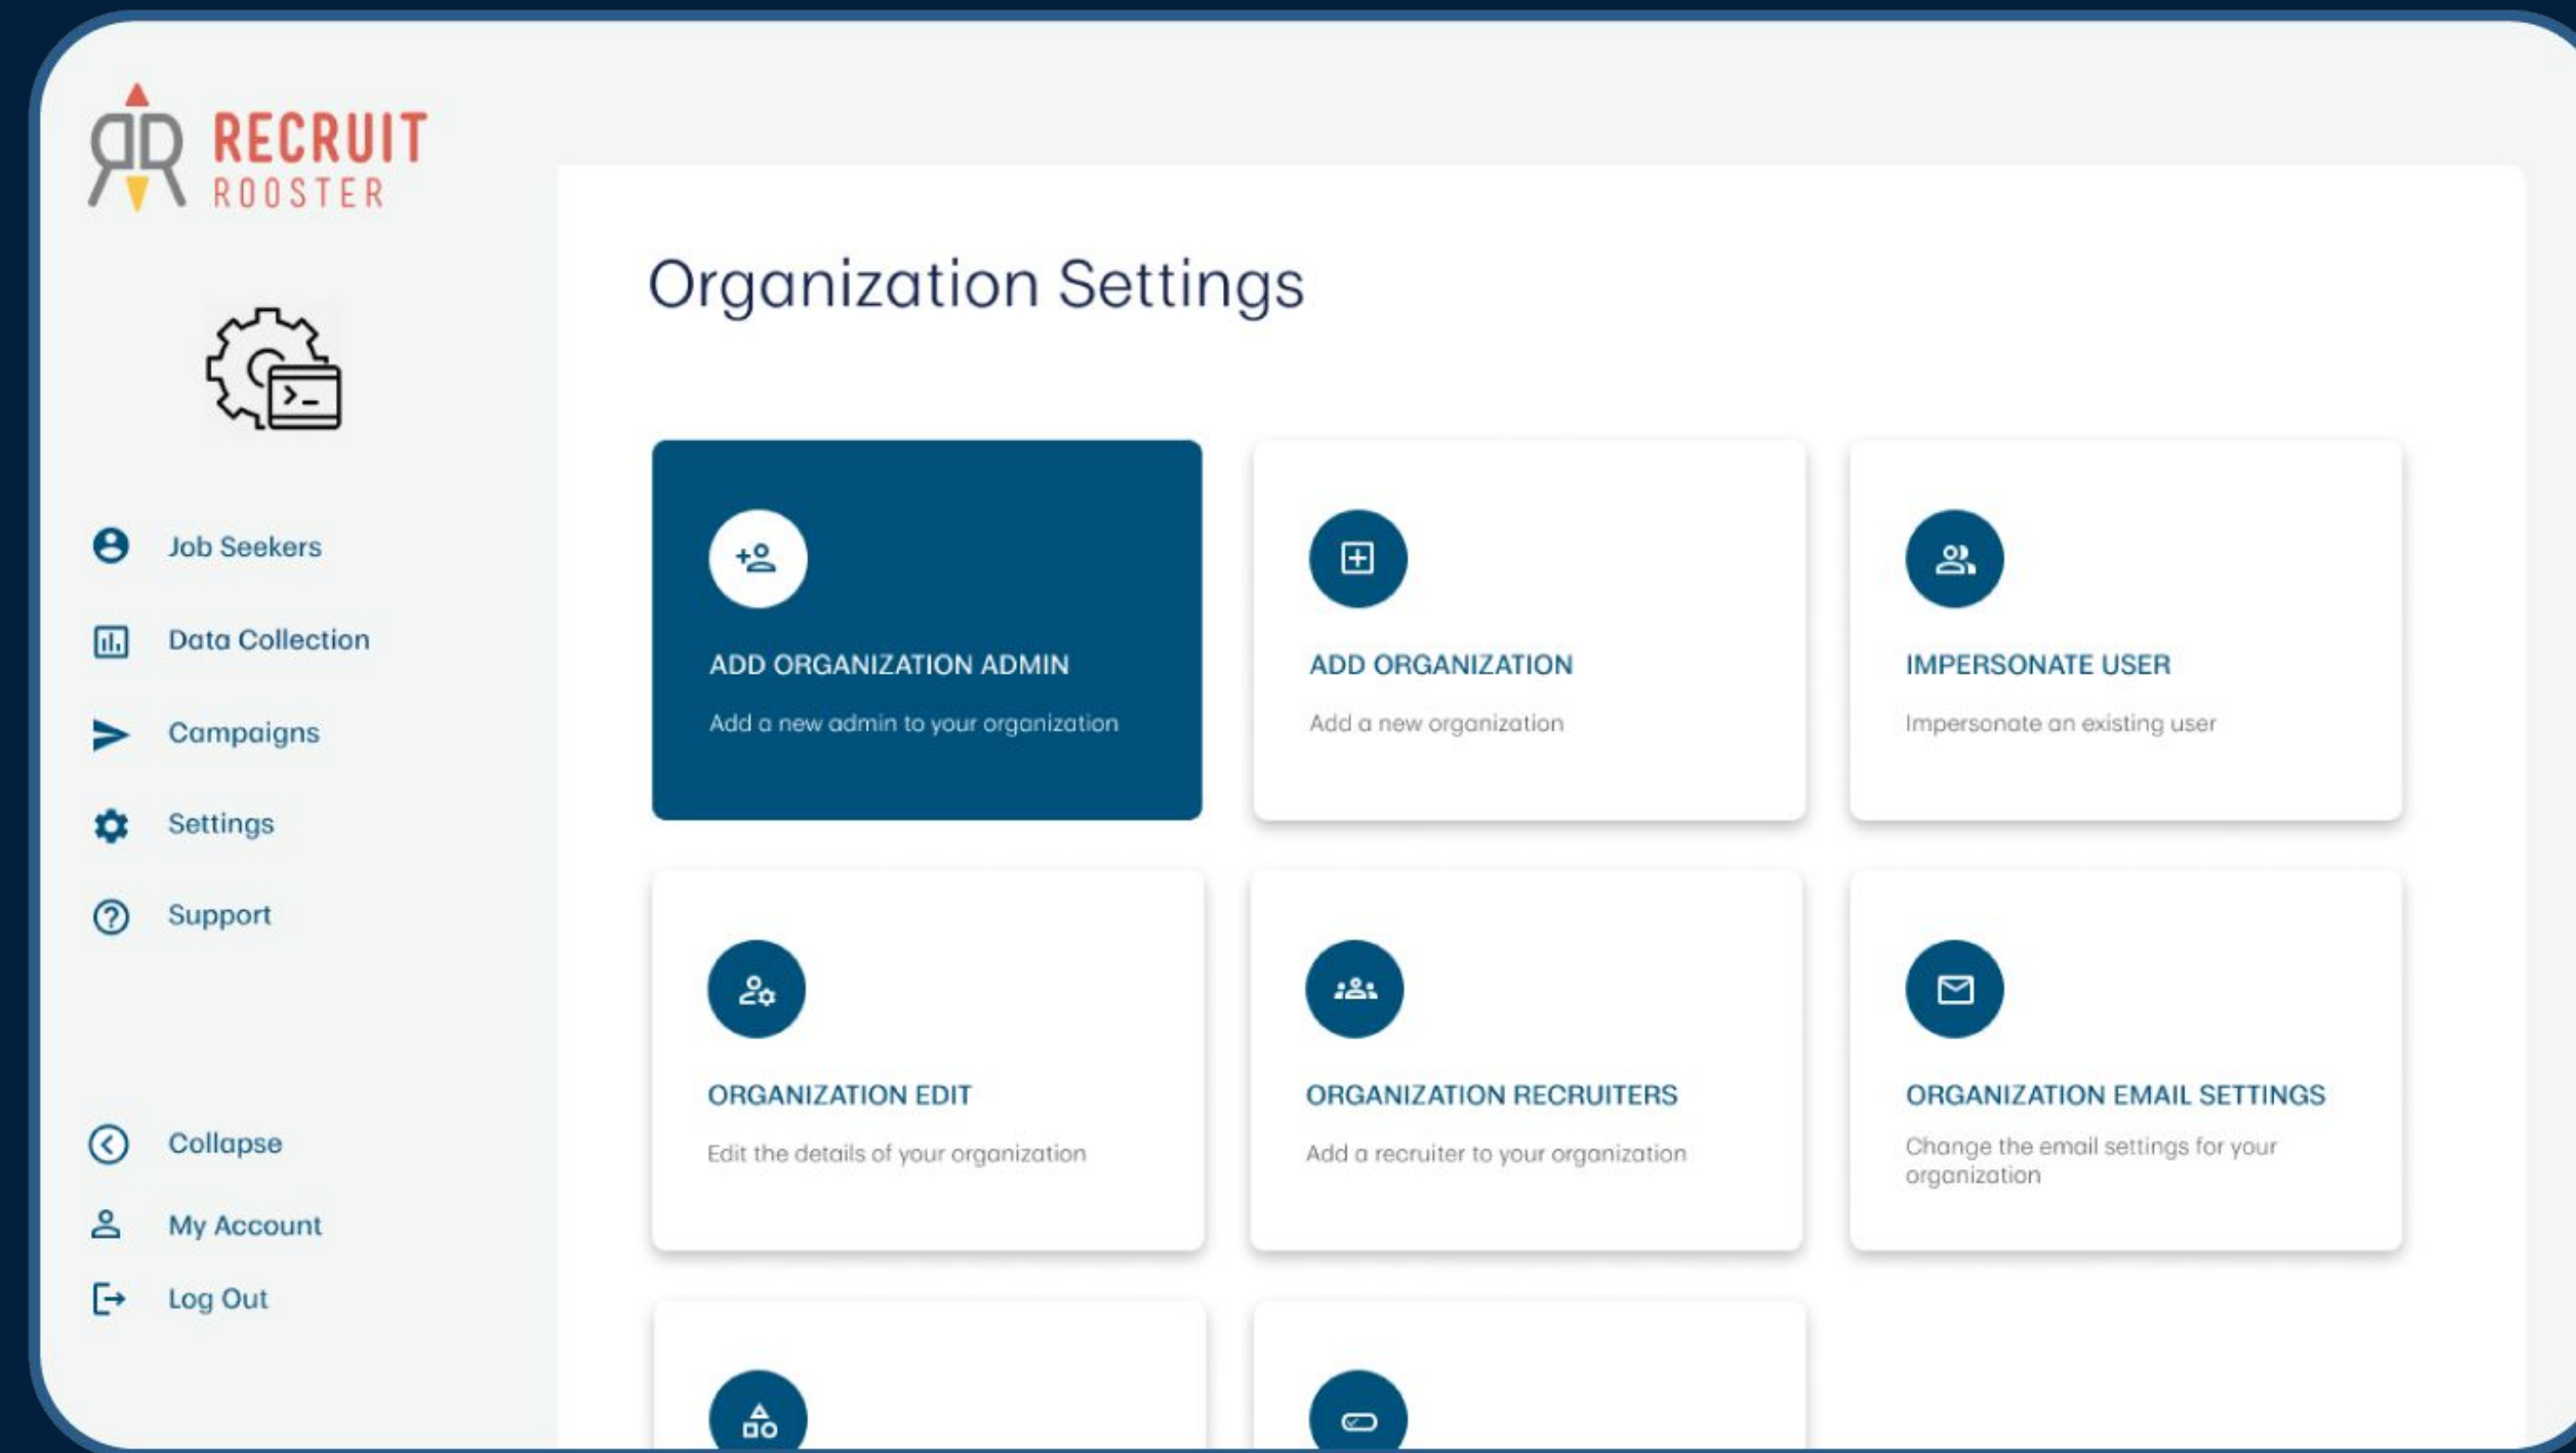 RECRUIT
ROOSTER
Job Seekers
Data Collection
Campaigns
Settings
Support
Collapse
My Account
Log Out
Organization Settings
ADD ORGANIZATION ADMIN
Add a new admin to your organization
ADD ORGANIZATION
Add a new organization
IMPERSONATE USER
Impersonate an existing user
ORGANIZATION EDIT
Edit the details of your organization
ORGANIZATION RECRUITERS
Add a recruiter to your organization
ORGANIZATION EMAIL SETTINGS
Change the email settings for your
organization